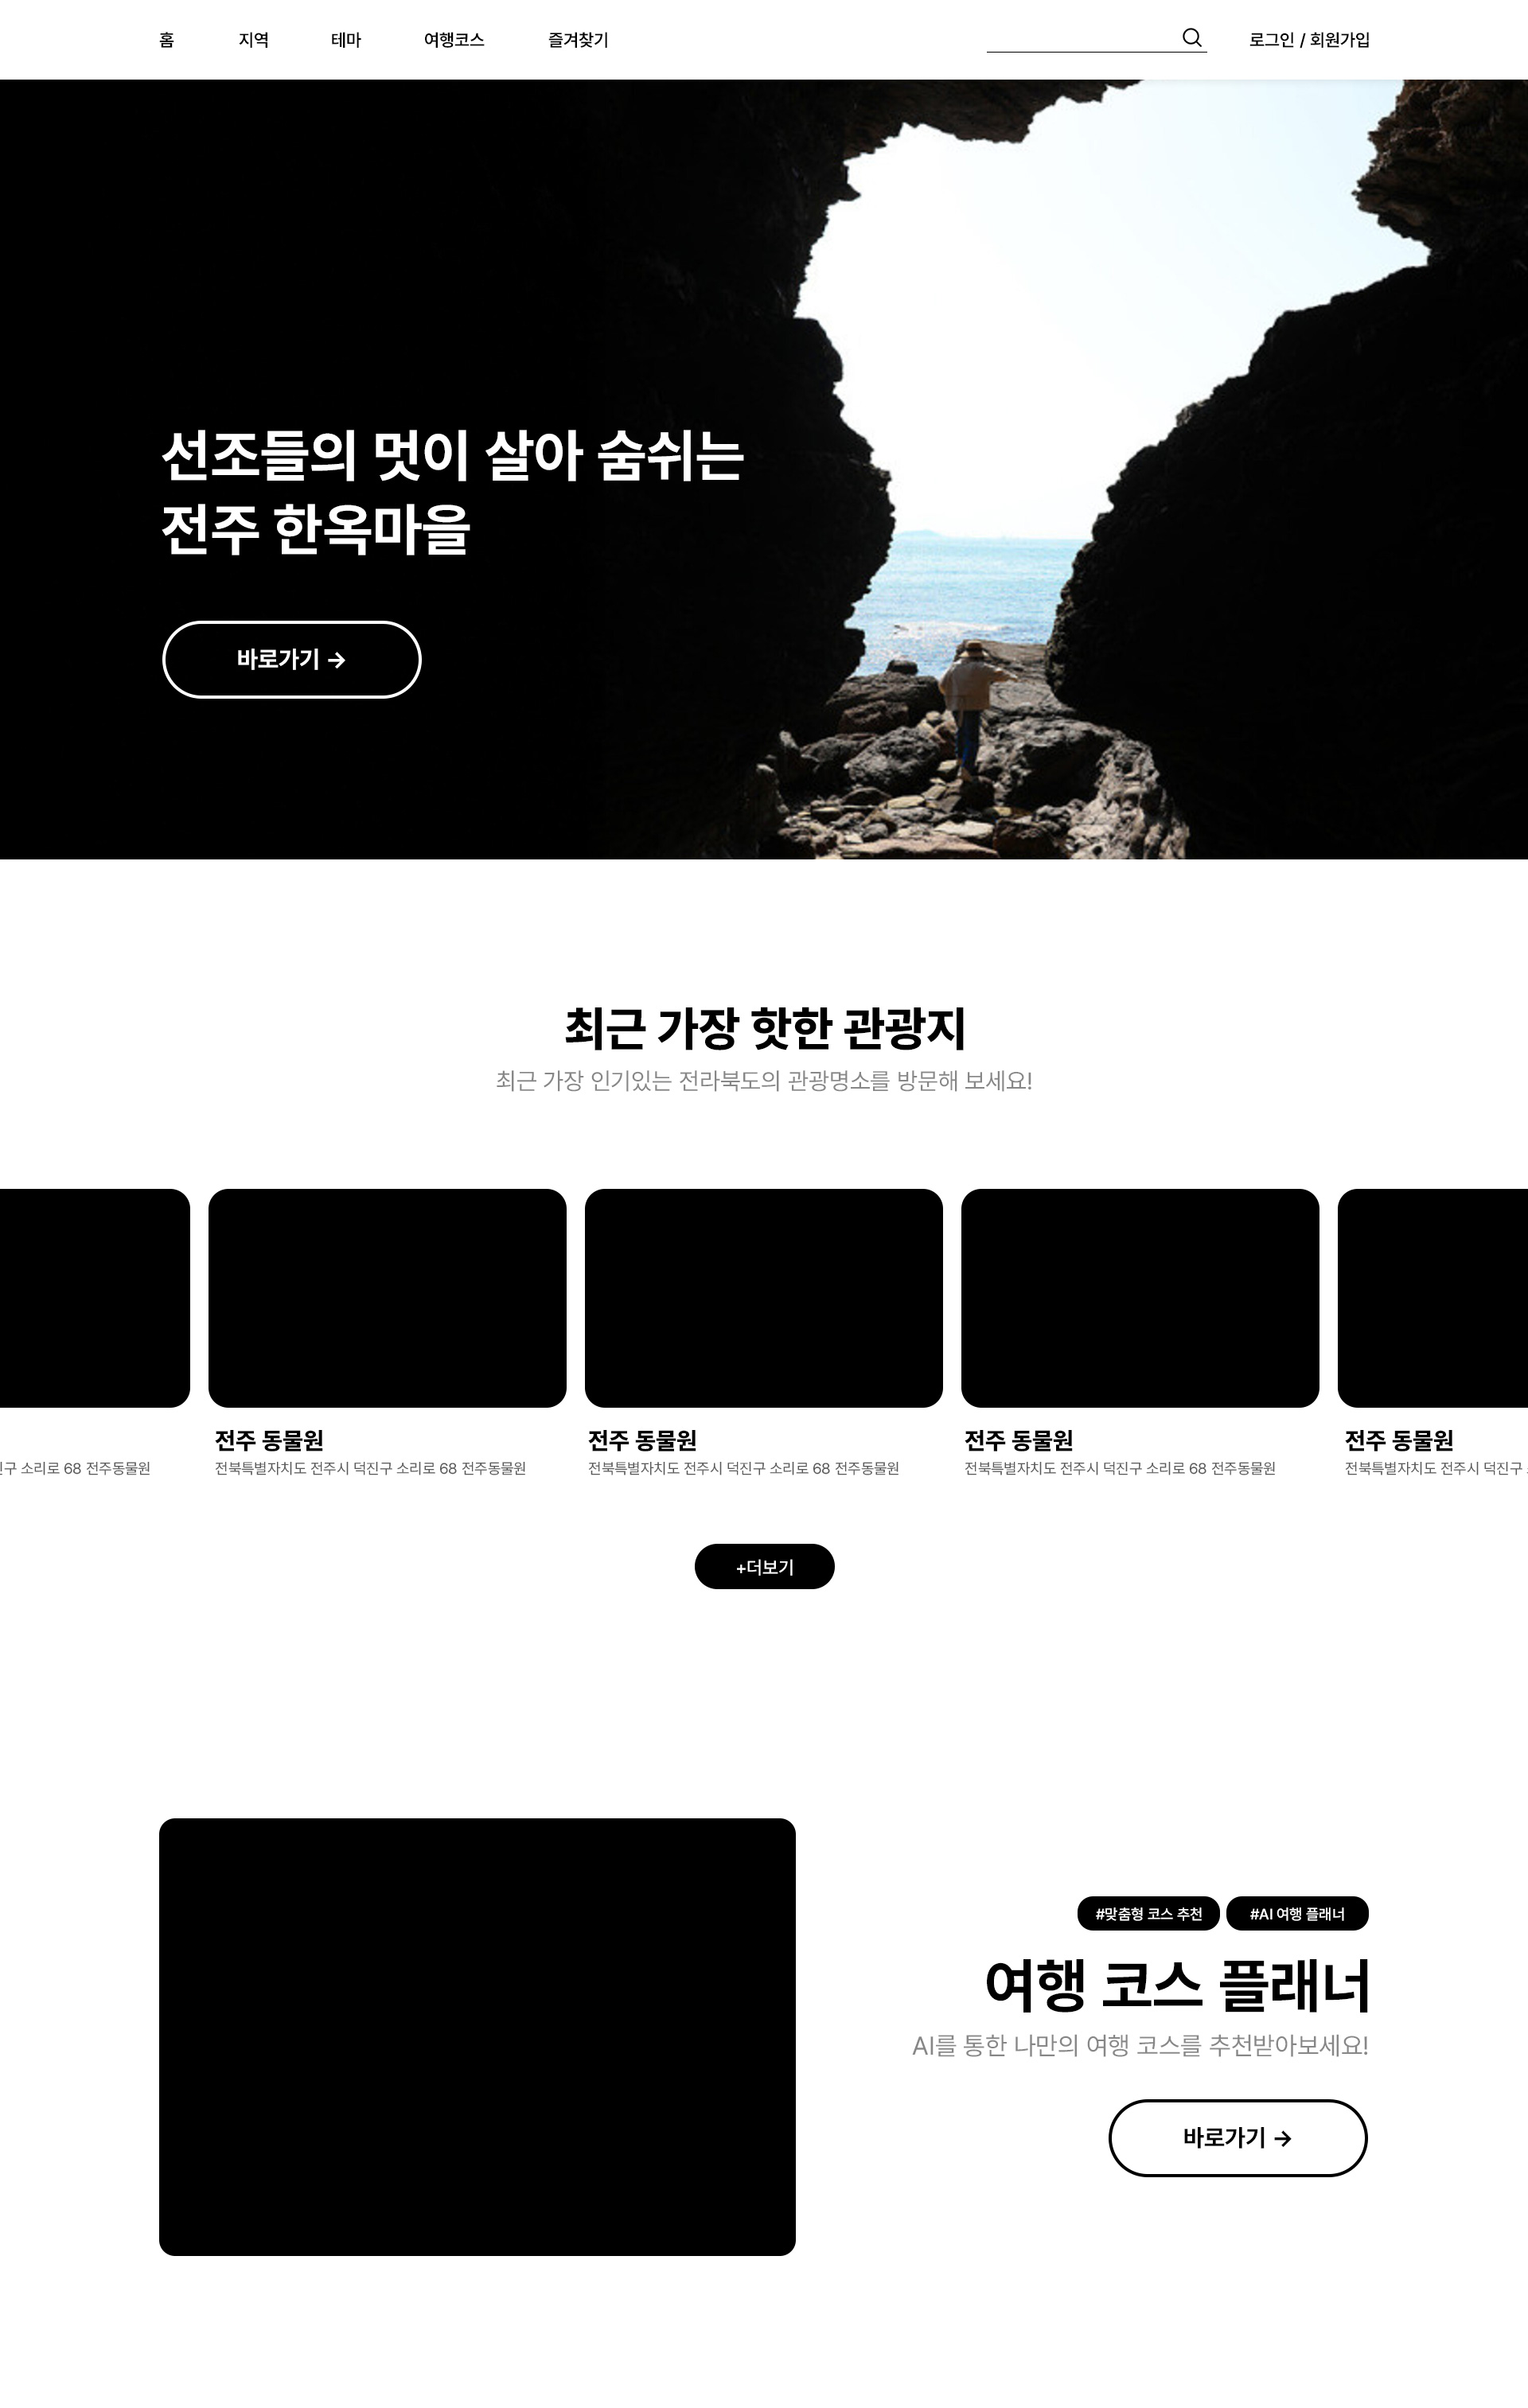 홈 지역 테마 여행코스 즐겨찾기 로그인 / 회원가입
선조들의 멋이 살아 숨쉬는
전주 한옥마을
바로가기 →
최근 가장 핫한 관광지
최근 가장 인기있는 전라북도의 관광명소를 방문해 보세요!
전주 동물원 전주 동물원 전주 동물원 전주 동물원
소리로 68 전주동물원 전북특별자치도 전주시 덕진구 소리로 68 전주동물원 전북특별자치도 전주시 덕진구 소리로 68 전주동물원 전북특별자치도 전주시 덕진구 소리로 68 전주동물원 전북특별자치도 전주시 덕진구
+더보기
#맞춤형 코스 추천 #AI 여행 플래너
여행 코스 플래너
AI를 통한 나만의 여행 코스를 추천받아보세요!
바로가기 →